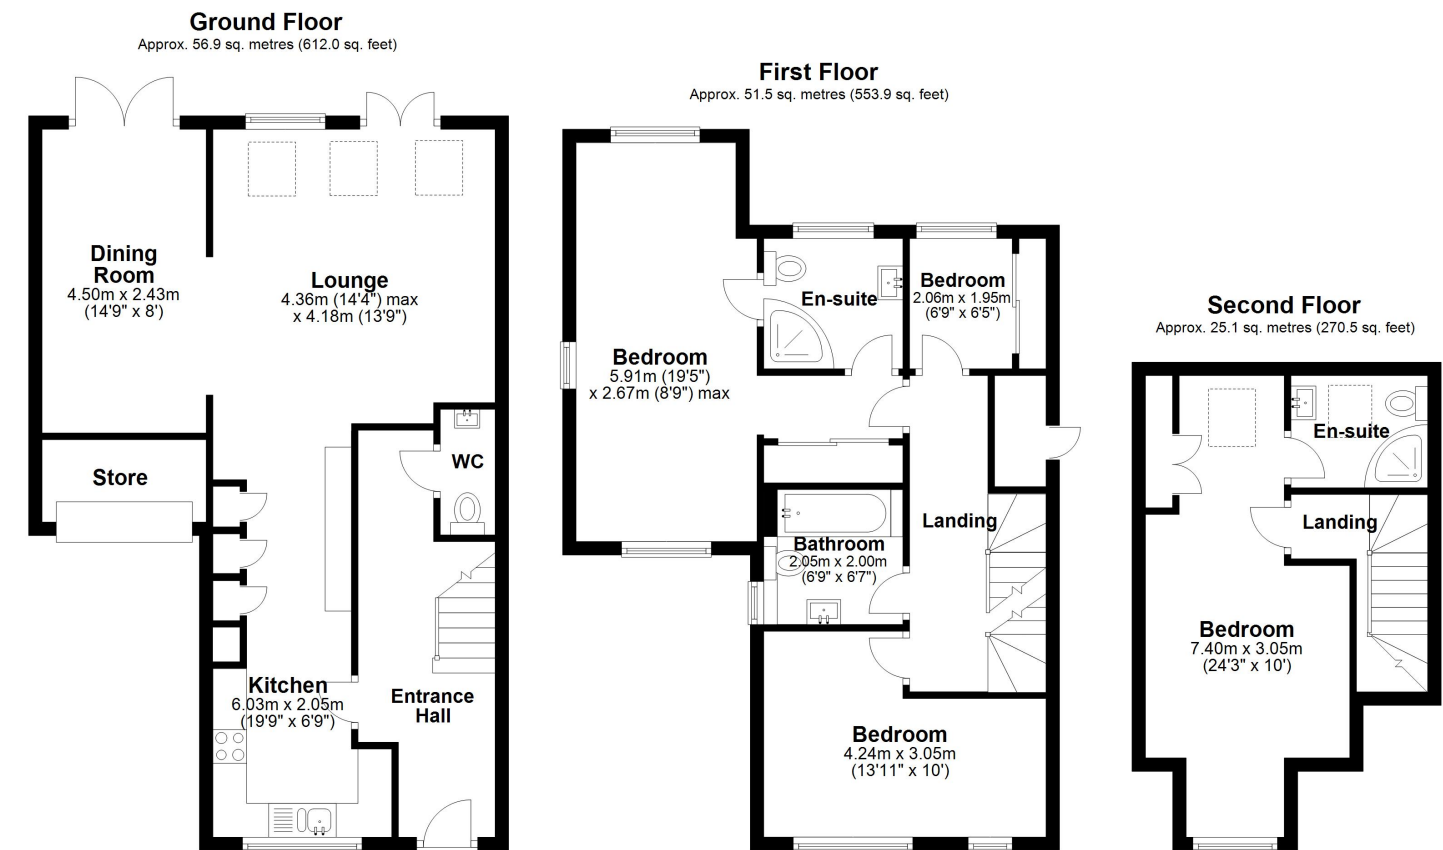 Ground Floor
Approx. 56.9 sq. metres (612.0 sq. feet)
Dining
Room
4.50m x 2.43m
(14'9" x 8')
Lounge
4.36m (14'4") max
x 4.18m (13'9")
Store
WC
Kitchen
6.03m x 2.05m
(19'9" x 6'9")
Entrance
Hall
First Floor
Approx. 51.5 sq. metres (553.9 sq. feet)
En-suite
Bedroom
2.06m x 1.95m
(6'9" x 6'5")
Bedroom
5.91m (19'5")
x 2.67m (8'9") max
Landing
Bathroom
2.05m x 2.00m
(6'9" x 6'7")
Bedroom
4.24m x 3.05m
(13'11" x 10')
Second Floor
Approx. 25.1 sq. metres (270.5 sq. feet)
En-suite
Landing
Bedroom
7.40m x 3.05m
(24'3" x 10')